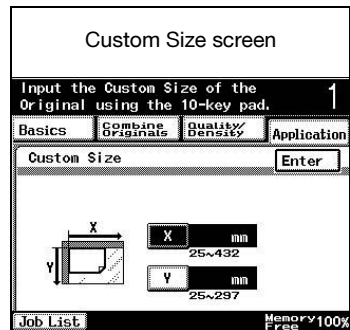 Custom Size screen
Input the Custom Size of the
Original using the 10-key pad.
1
Basics
Combine
Originals
Quality/
Density
Application
Custom Size
Enter
X
X
mm
25~432
Y
Y
mm
25~297
Job List
Memory
Free
100%